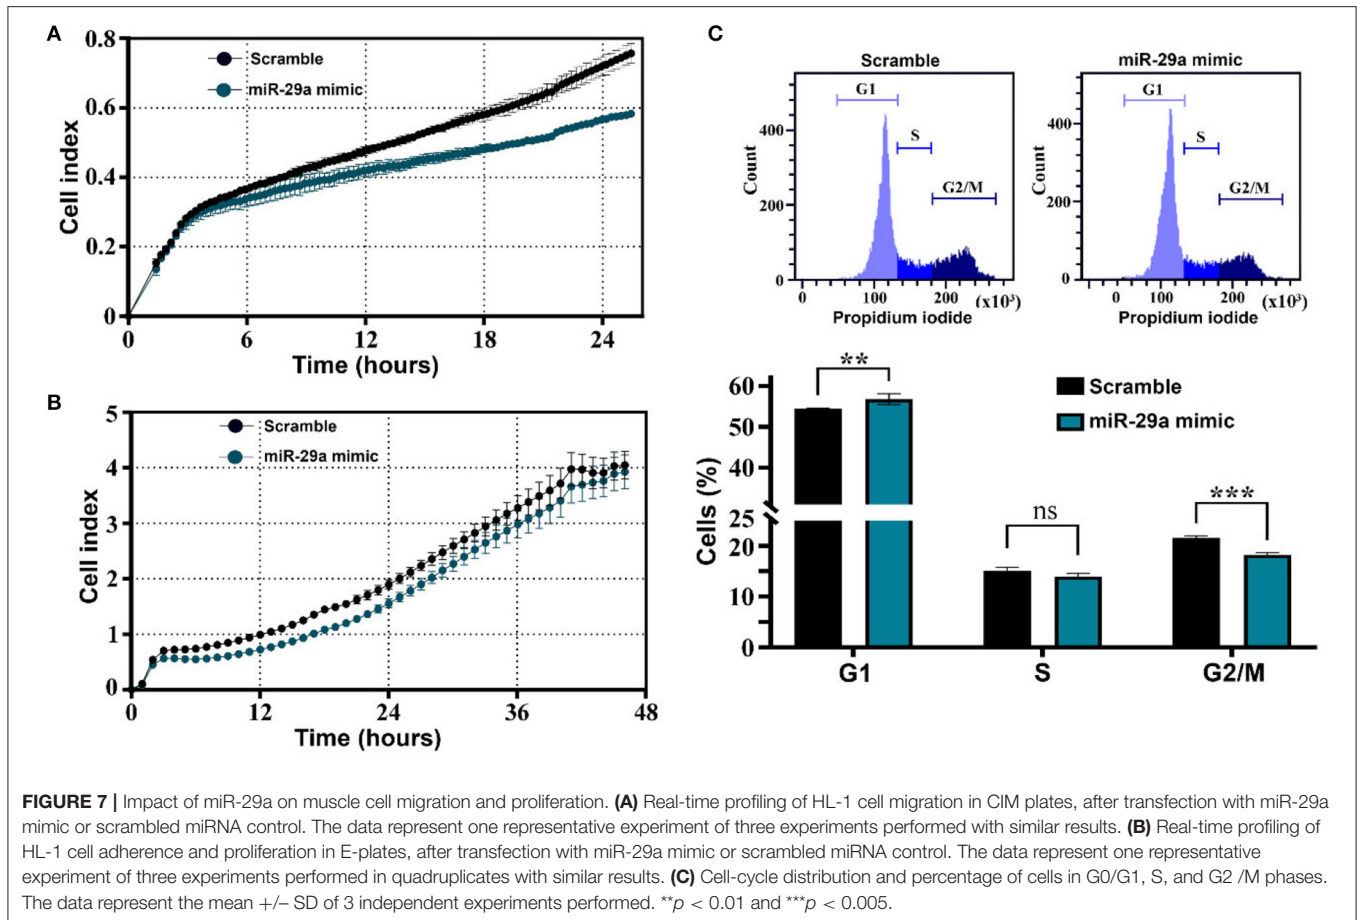 A
0.8
0.6
0.4
0.2
0
Cell index
Scramble
miR-29a mimic
0
6
12
18
24
Time (hours)
B
5
4
3
2
1
0
Cell index
Scramble
miR-29a mimic
0
12
24
36
48
Time (hours)
C
Scramble
G1
S
G2/M
400
200
0
Count
0
100
200
(x10³)
Propidium iodide
miR-29a mimic
G1
S
G2/M
400
200
0
Count
0
100
200
(x10³)
Propidium iodide
60
50
40
25
20
10
0
Cells (%)
Scramble
miR-29a mimic
**
ns
***
G1
S
G2/M
FIGURE 7 | Impact of miR-29a on muscle cell migration and proliferation. (A) Real-time profiling of HL-1 cell migration in CIM plates, after transfection with miR-29a
mimic or scrambled miRNA control. The data represent one representative experiment of three experiments performed with similar results. (B) Real-time profiling of
HL-1 cell adherence and proliferation in E-plates, after transfection with miR-29a mimic or scrambled miRNA control. The data represent one representative
experiment of three experiments performed in quadruplicates with similar results. (C) Cell-cycle distribution and percentage of cells in G0/G1, S, and G2 /M phases.
The data represent the mean +/– SD of 3 independent experiments performed. **p < 0.01 and ***p < 0.005.